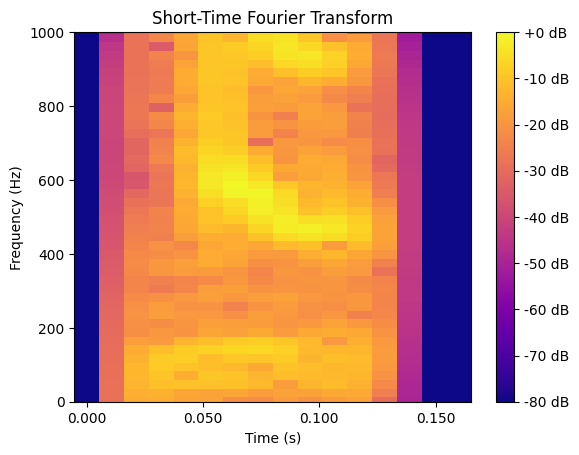 Short-Time Fourier Transform
1000
800
600
400
200
0
Frequency (Hz)
0.000
0.050
0.100
0.150
Time (s)
+0 dB
-10 dB
-20 dB
-30 dB
-40 dB
-50 dB
-60 dB
-70 dB
-80 dB